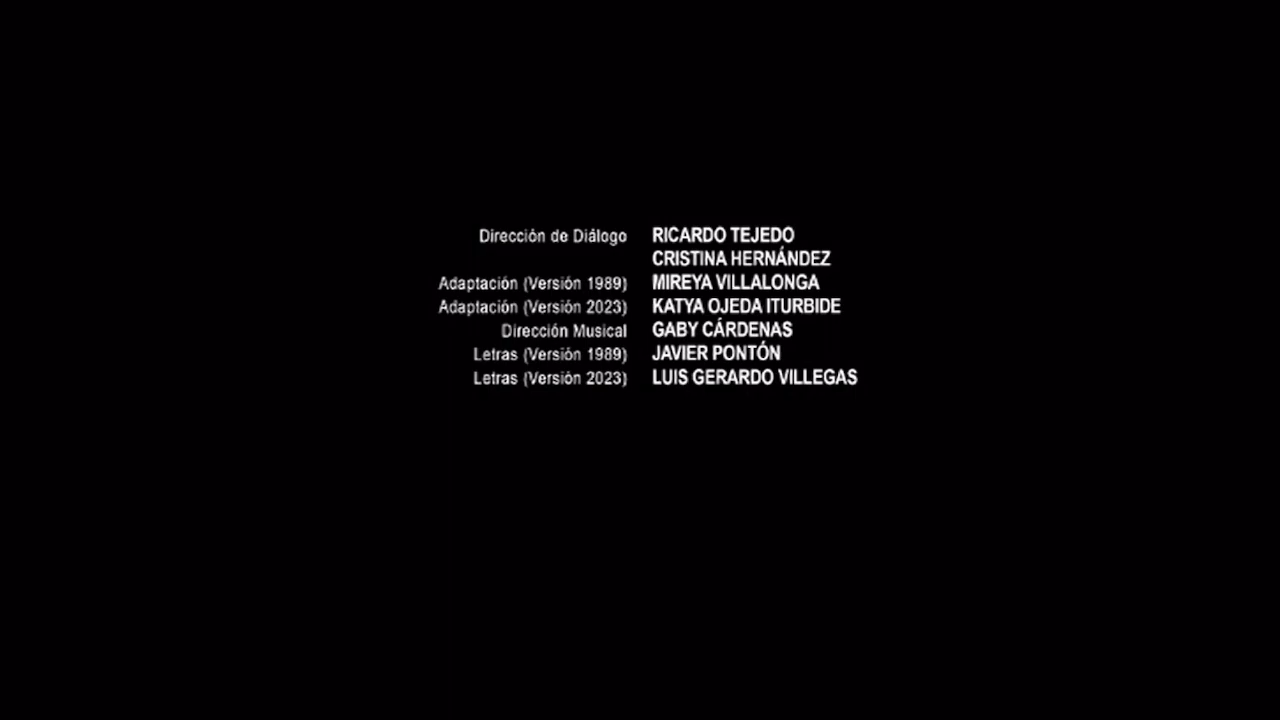 Dirección de Diálogo RICARDO TEJEDO
CRISTINA HERNÁNDEZ
Adaptación (Versión 1989) MIREYA VILLALONGA
Adaptación (Versión 2023) KATYA OJEDA ITURBIDE
Dirección Musical GABY CÁRDENAS
Letras (Versión 1989) JAVIER PONTÓN
Letras (Versión 2023) LUIS GERARDO VILLEGAS